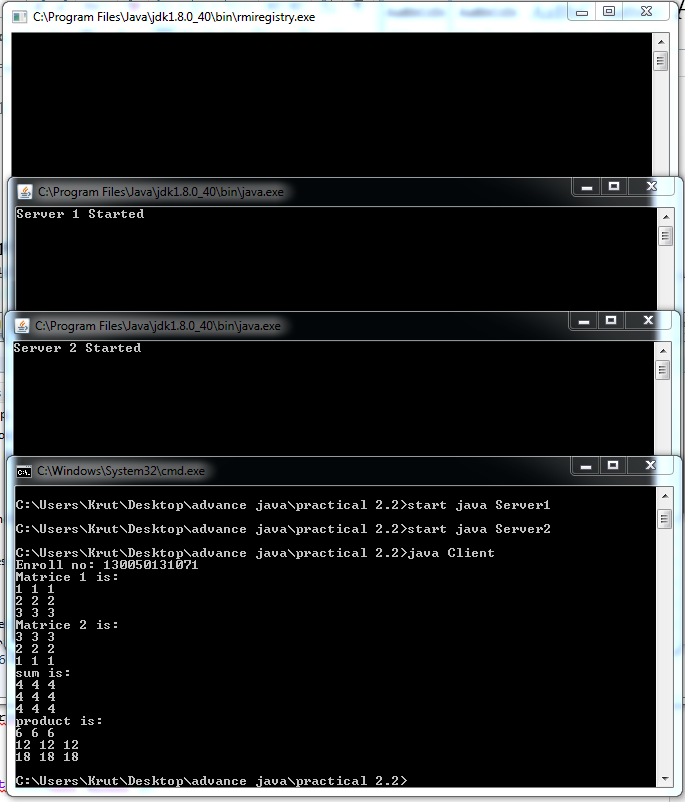 C:\Program Files\Java\jdk1.8.0_40\bin\rmiregistry.exe
C:\Program Files\Java\jdk1.8.0_40\bin\java.exe
Server 1 Started
C:\Program Files\Java\jdk1.8.0_40\bin\java.exe
Server 2 Started
C:\Windows\System32\cmd.exe
C:\Users\Krut\Desktop\advance java\practical 2.2>start java Server1
C:\Users\Krut\Desktop\advance java\practical 2.2>start java Server2
C:\Users\Krut\Desktop\advance java\practical 2.2>java Client
Enroll no: 130050131071
Matrice 1 is:
1 1 1
2 2 2
3 3 3
Matrice 2 is:
3 3 3
2 2 2
1 1 1
sum is:
4 4 4
4 4 4
4 4 4
product is:
6 6 6
12 12 12
18 18 18
C:\Users\Krut\Desktop\advance java\practical 2.2>